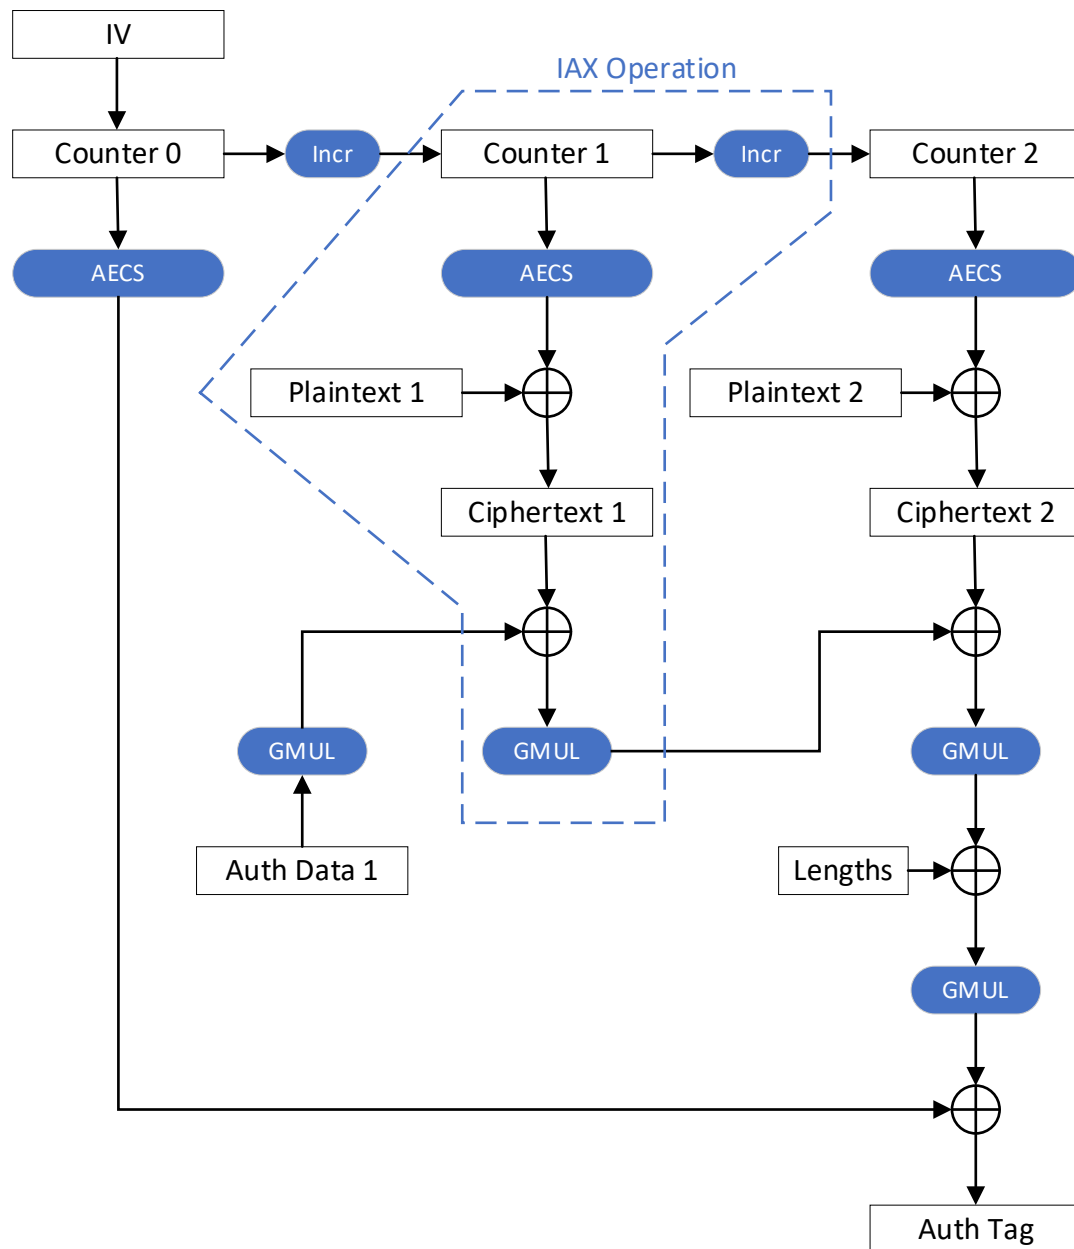 IV
IAX Operation
Counter 0
Incr
Counter 1
Incr
Counter 2
AECS
AECS
AECS
Plaintext 1
Plaintext 2
Ciphertext 1
Ciphertext 2
GMUL
GMUL
GMUL
Auth Data 1
Lengths
GMUL
Auth Tag